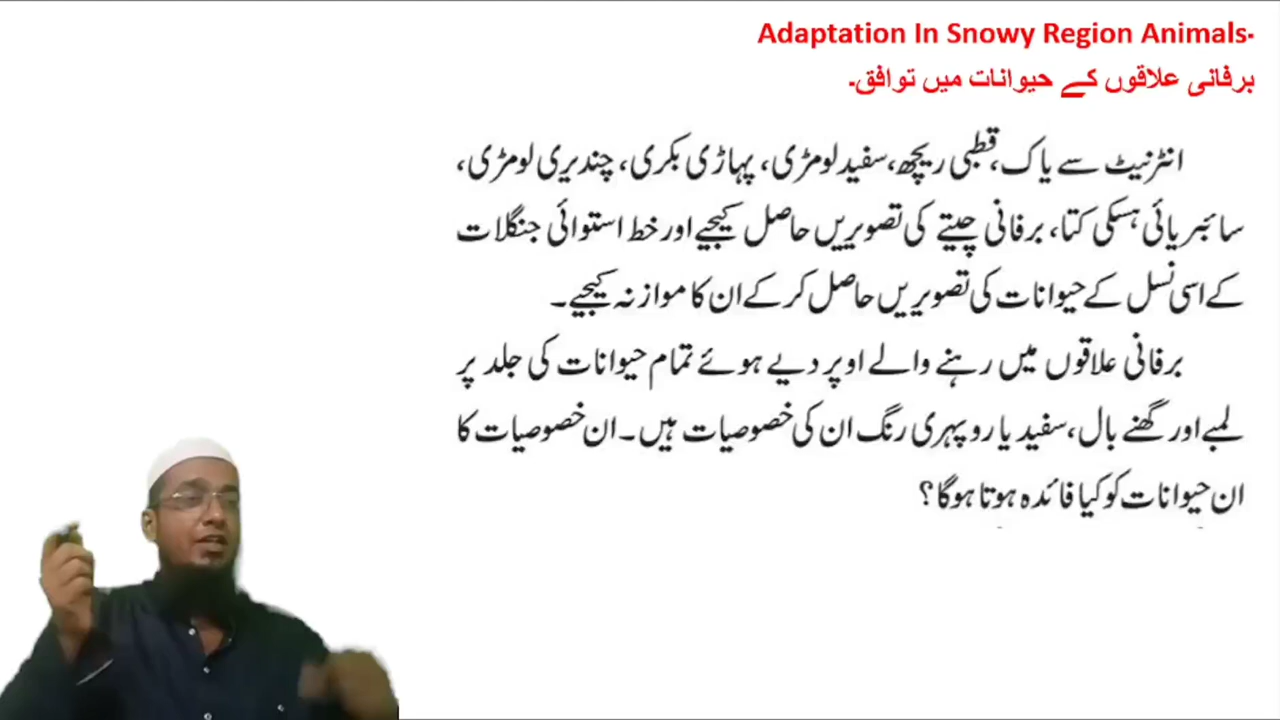 Adaptation In Snowy Region Animals-
برفانی علاقوں کے حیوانات میں توافق۔
انٹرنیٹ سے یاک، قطبی ریچھ، سفید لومڑی، پہاڑی بکری، چندیری لومڑی،
سائبریائی ہسکی کتا، برفانی چیتے کی تصویریں حاصل کیجیے اور خط استوائی جنگلات
کے اسی نسل کے حیوانات کی تصویریں حاصل کر کے ان کا موازنہ کیجیے۔
برفانی علاقوں میں رہنے والے اوپر دیے ہوئے تمام حیوانات کی جلد پر
لمبے اور گھنے بال، سفید یا روپہری رنگ ان کی خصوصیات ہیں۔ ان خصوصیات کا
ان حیوانات کو کیا فائدہ ہوتا ہوگا؟